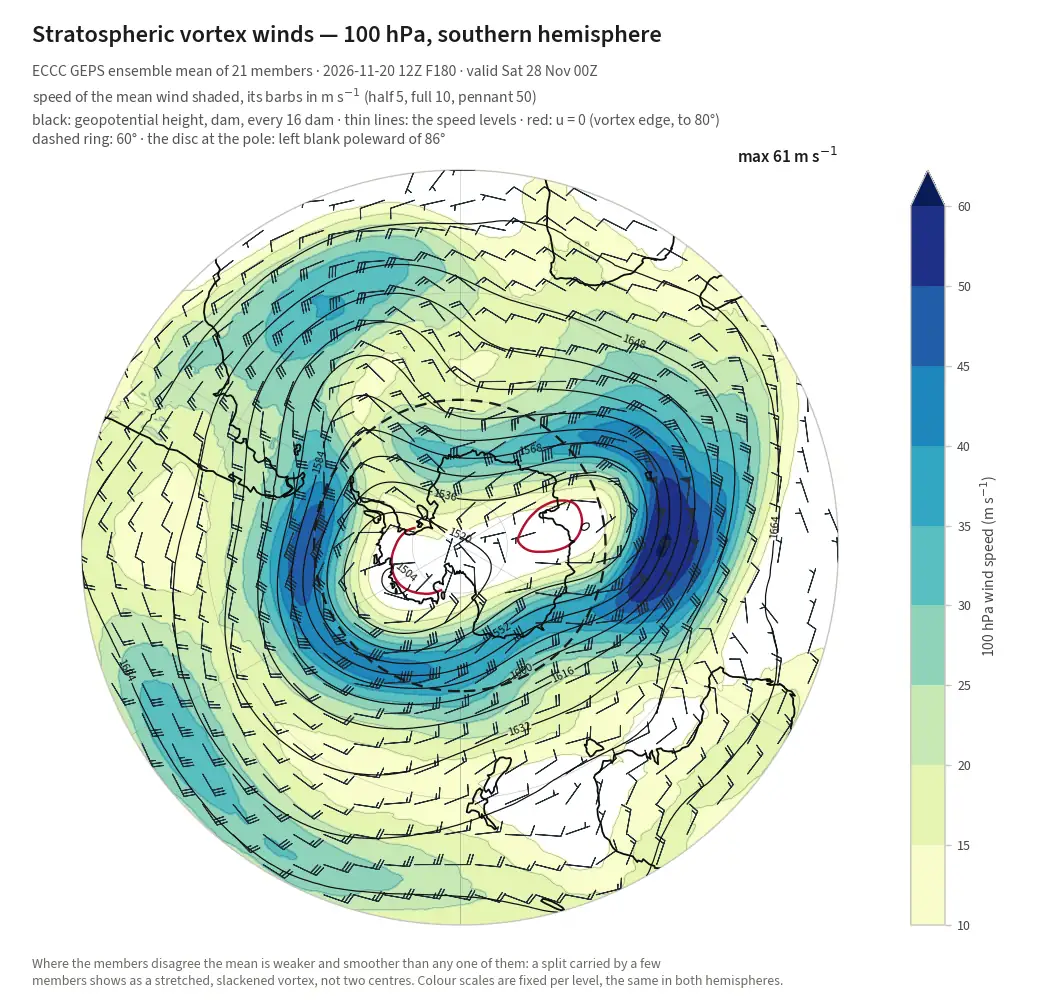 Stratospheric vortex winds — 100 hPa, southern hemisphere
ECCC GEPS ensemble mean of 21 members · 2026-11-20 12Z F180 · valid Sat 28 Nov 00Z
speed of the mean wind shaded, its barbs in m s⁻¹ (half 5, full 10, pennant 50)
black: geopotential height, dam, every 16 dam · thin lines: the speed levels · red: u = 0 (vortex edge, to 80°)
dashed ring: 60° · the disc at the pole: left blank poleward of 86°
max 61 m s⁻¹
60
50
45
40
35
30
25
20
15
10
100 hPa wind speed (m s⁻¹)
1648
1568
1584
1536
1520
1504
1664
1552
1616
1632
Where the members disagree the mean is weaker and smoother than any one of them: a split carried by a few
members shows as a stretched, slackened vortex, not two centres. Colour scales are fixed per level, the same in both hemispheres.